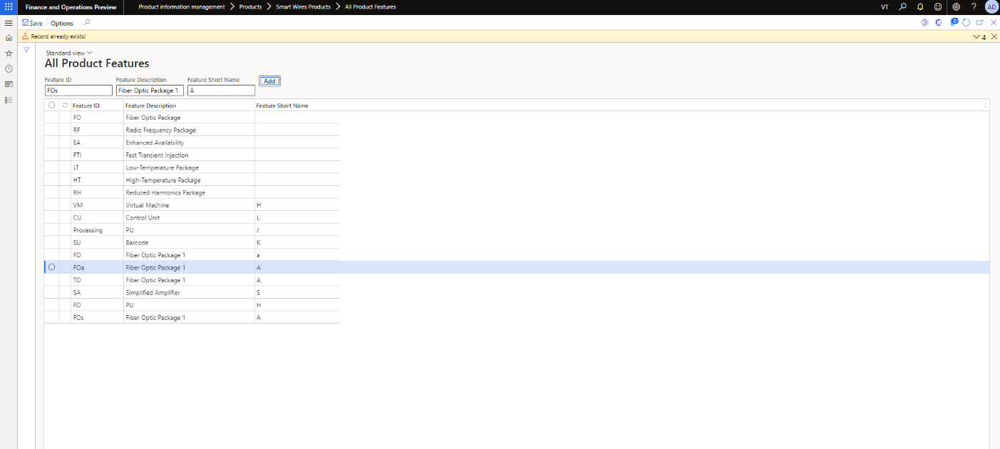 Finance and Operations Preview Product information management Products Smart Wires Products All Product Features VT ? AD
Save Options 0
Record already exists! 4
Standard view
All Product Features
Feature ID Feature Description Feature Short Name
FOs Fiber Optic Package 1 A Add
Feature ID Feature Description Feature Short Name
FO Fiber Optic Package
RF Radio Frequency Package
EA Enhanced Availability
FTI Fast Transient Injection
LT Low-Temperature Package
HT High-Temperature Package
RH Reduced Harmonics Package
VM Virtual Machine H
CU Control Unit L
Processing PU J
SU Barcode K
FO Fiber Optic Package 1 a
FOa Fiber Optic Package 1 A
TO Fiber Optic Package 1 A
SA Simplified Amplifier S
FO PU H
FOs Fiber Optic Package 1 A